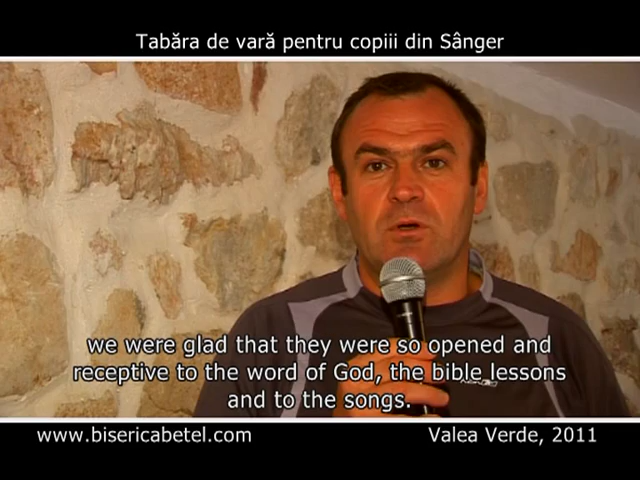 Tabăra de vară pentru copiii din Sânger
we were glad that they were so opened and
receptive to the word of God, the bible lessons
and to the songs.
www.bisericabetel.com
Valea Verde, 2011